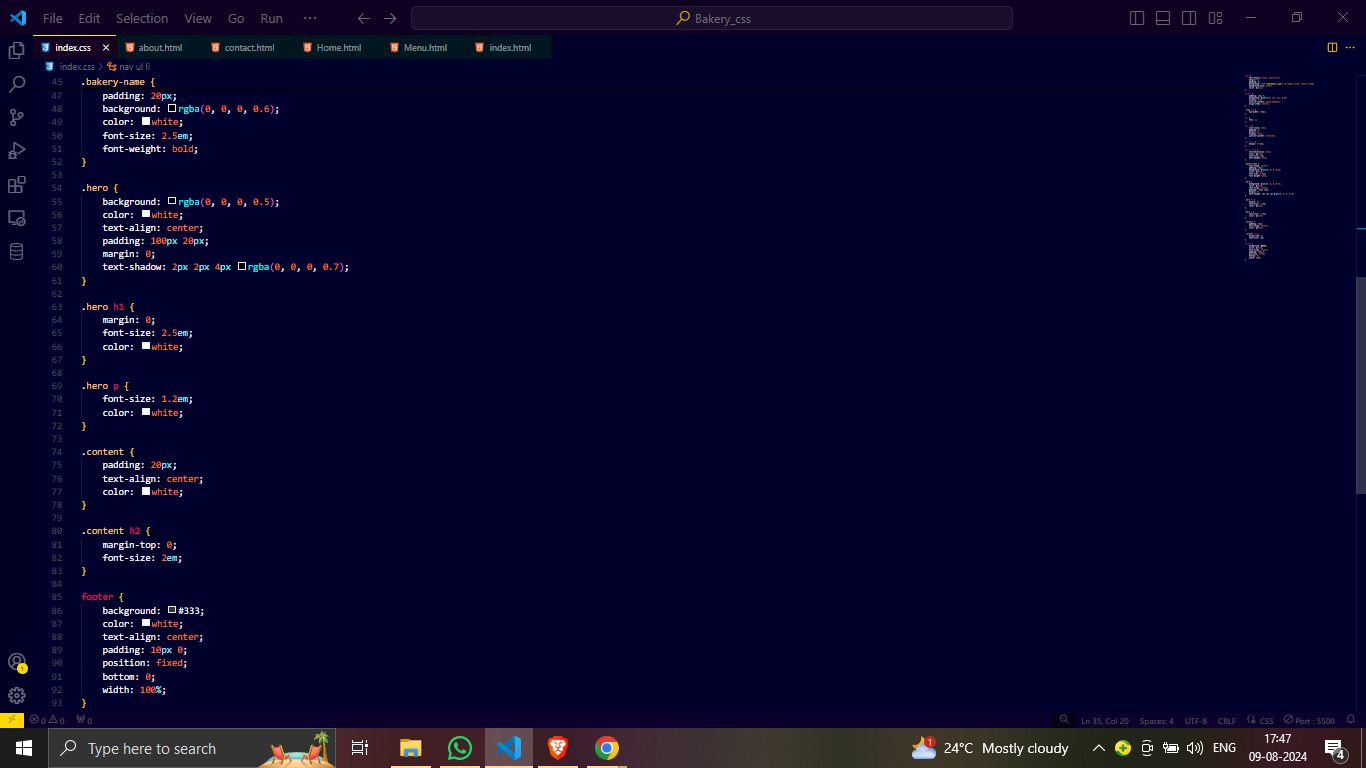 File Edit Selection View Go Run ··· Bakery_css
index.css about.html contact.html Home.html Menu.html index.html
index.css > nav ul li
45 .bakery-name {
47 padding: 20px;
48 background: rgba(0, 0, 0, 0.6);
49 color: white;
50 font-size: 2.5em;
51 font-weight: bold;
52 }
53
54 .hero {
55 background: rgba(0, 0, 0, 0.5);
56 color: white;
57 text-align: center;
58 padding: 100px 20px;
59 margin: 0;
60 text-shadow: 2px 2px 4px rgba(0, 0, 0, 0.7);
61 }
62
63 .hero h1 {
64 margin: 0;
65 font-size: 2.5em;
66 color: white;
67 }
68
69 .hero p {
70 font-size: 1.2em;
71 color: white;
72 }
73
74 .content {
75 padding: 20px;
76 text-align: center;
77 color: white;
78 }
79
80 .content h2 {
81 margin-top: 0;
82 font-size: 2em;
83 }
84
85 footer {
86 background: #333;
87 color: white;
88 text-align: center;
89 padding: 10px 0;
90 position: fixed;
91 bottom: 0;
92 width: 100%;
93 }
1
0 0 0 Ln 35, Col 20 Spaces: 4 UTF-8 CRLF CSS Port : 5500
Type here to search 1 24°C Mostly cloudy ENG 17:47 4
09-08-2024